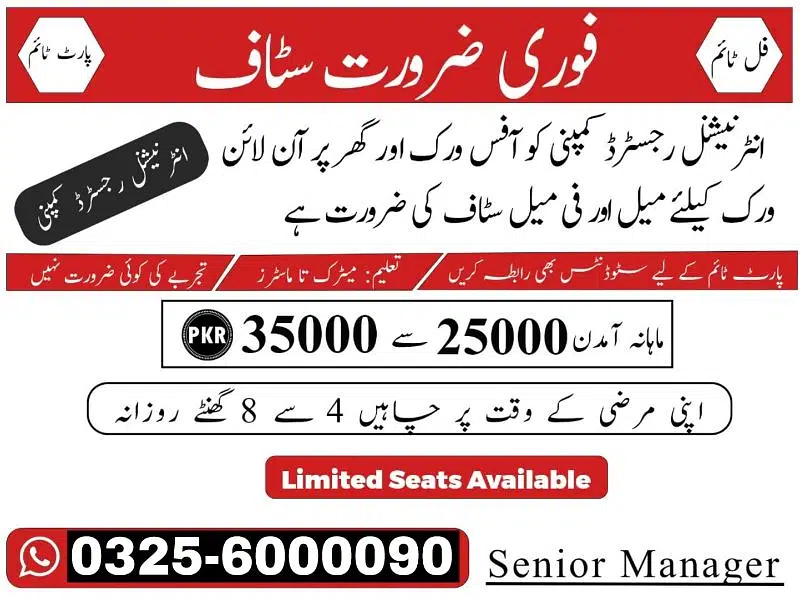 فل ٹائم
فوری ضرورت سٹاف
پارٹ ٹائم
انٹرنیشنل رجسٹرڈ کمپنی کو آفس ورک اور گھر پر آن لائن
ورک کیلئے میل اور فی میل سٹاف کی ضرورت ہے
انٹرنیشنل رجسٹرڈ کمپنی
پارٹ ٹائم کے لیے سٹوڈنٹس بھی رابطہ کریں / تعلیم: میٹرک تا ماسٹرز / تجربے کی کوئی ضرورت نہیں
ماہانہ آمدن 25000 سے 35000 PKR
اپنی مرضی کے وقت پر چاہیں 4 سے 8 گھنٹے روزانہ
Limited Seats Available
0325-6000090
Senior Manager